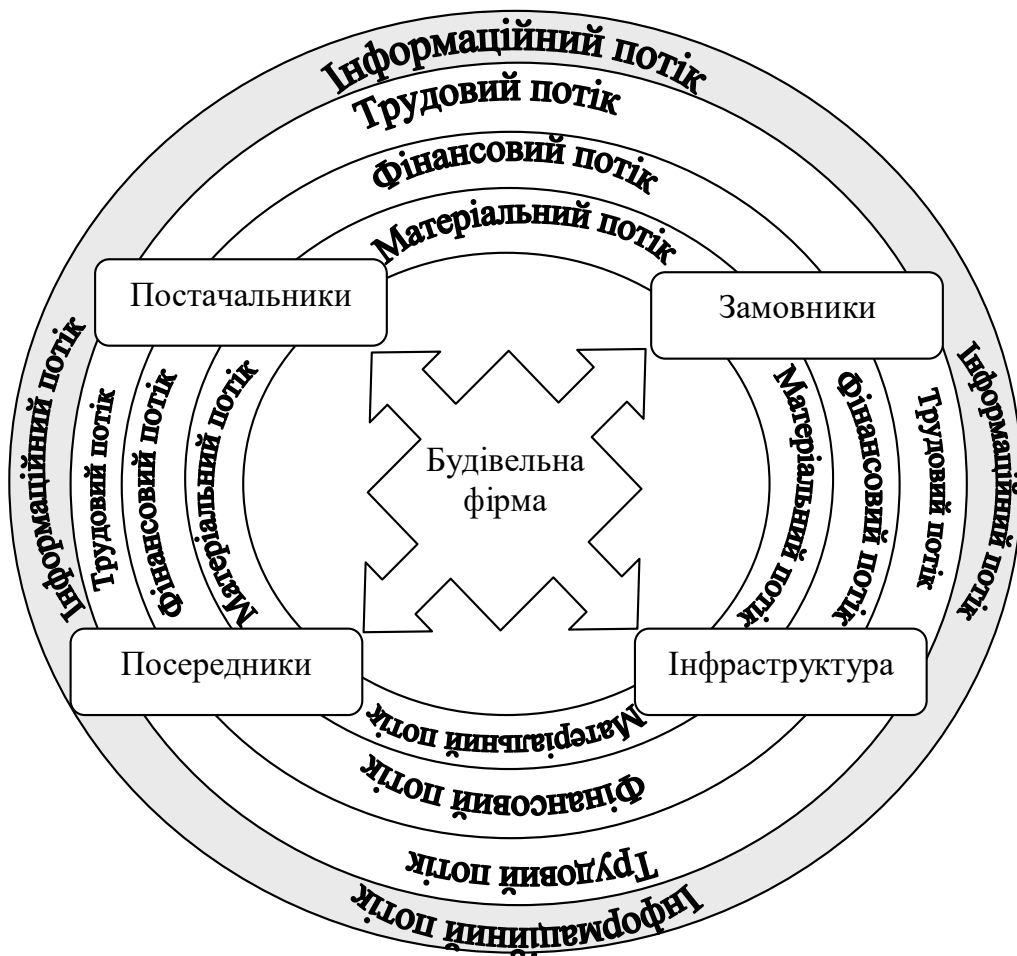 Інформаційний потік
Трудовий потік
Фінансовий потік
Матеріальний потік
Постачальники
Замовники
Інформаційний потік
Трудовий потік
Фінансовий потік
Матеріальний потік
Будівельна
фірма
Матеріальний потік
Фінансовий потік
Трудовий потік
Інформаційний потік
Посередники
Інфраструктура
Матеріальний потік
Фінансовий потік
Трудовий потік
Інформаційний потік